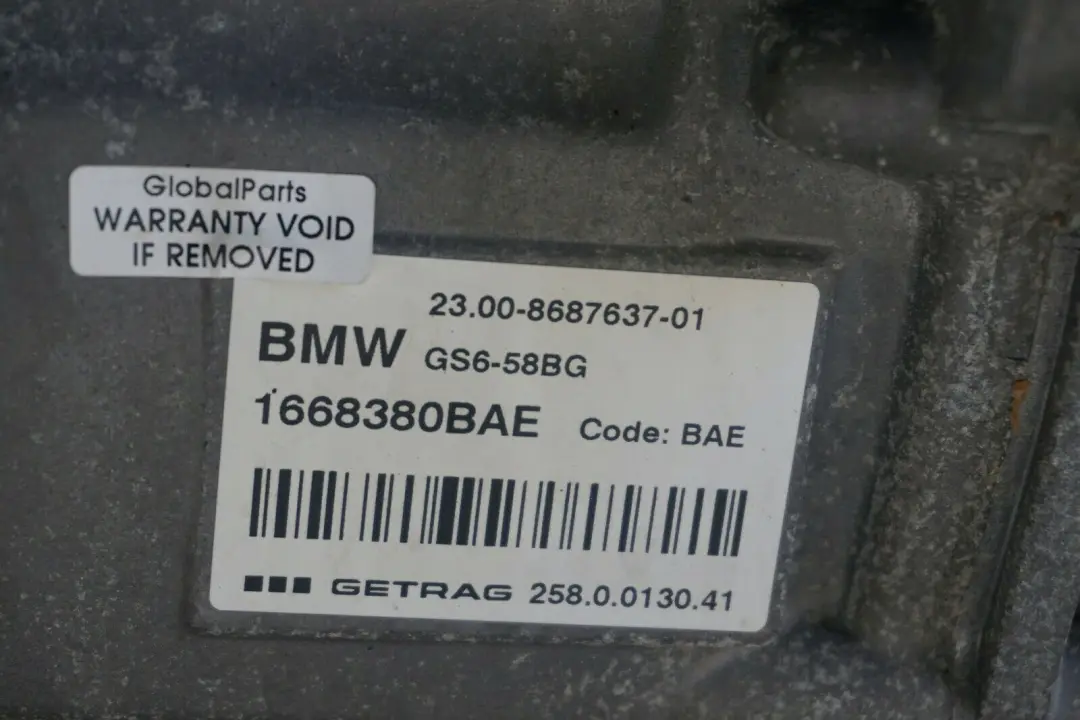 GlobalParts
WARRANTY VOID
IF REMOVED
23.00-8687637-01
BMW GS6-58BG
1668380BAE Code: BAE
GETRAG 258.0.0130.41